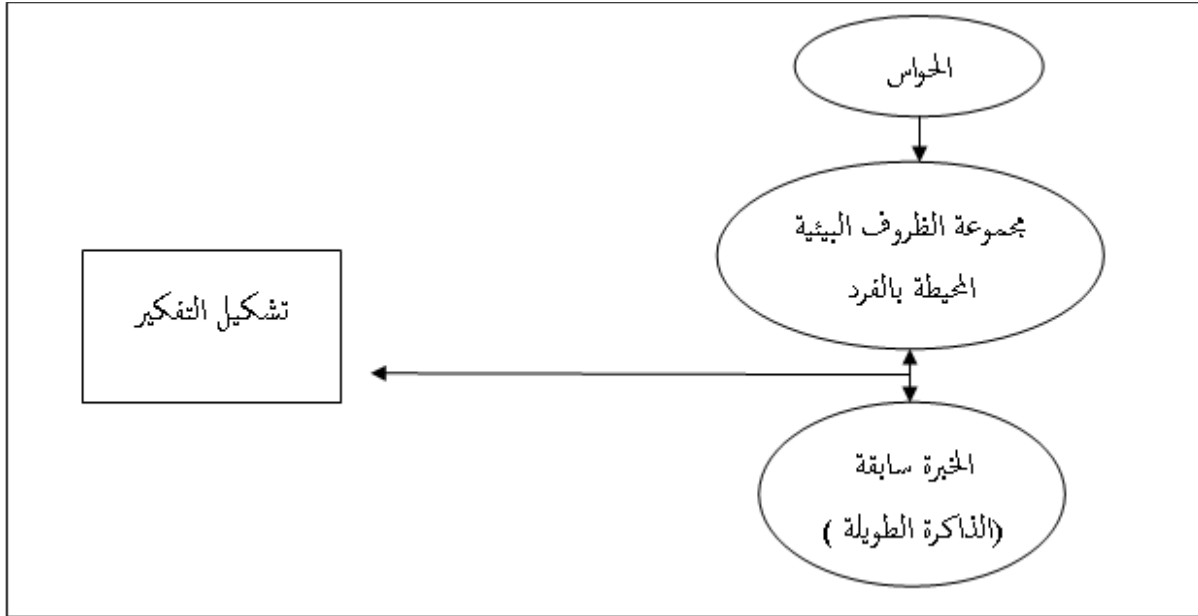 الحواس
مجموعة الظروف البيئية
المحيطة بالفرد
تشكيل التفكير
الخبرة سابقة
(الذاكرة الطويلة )